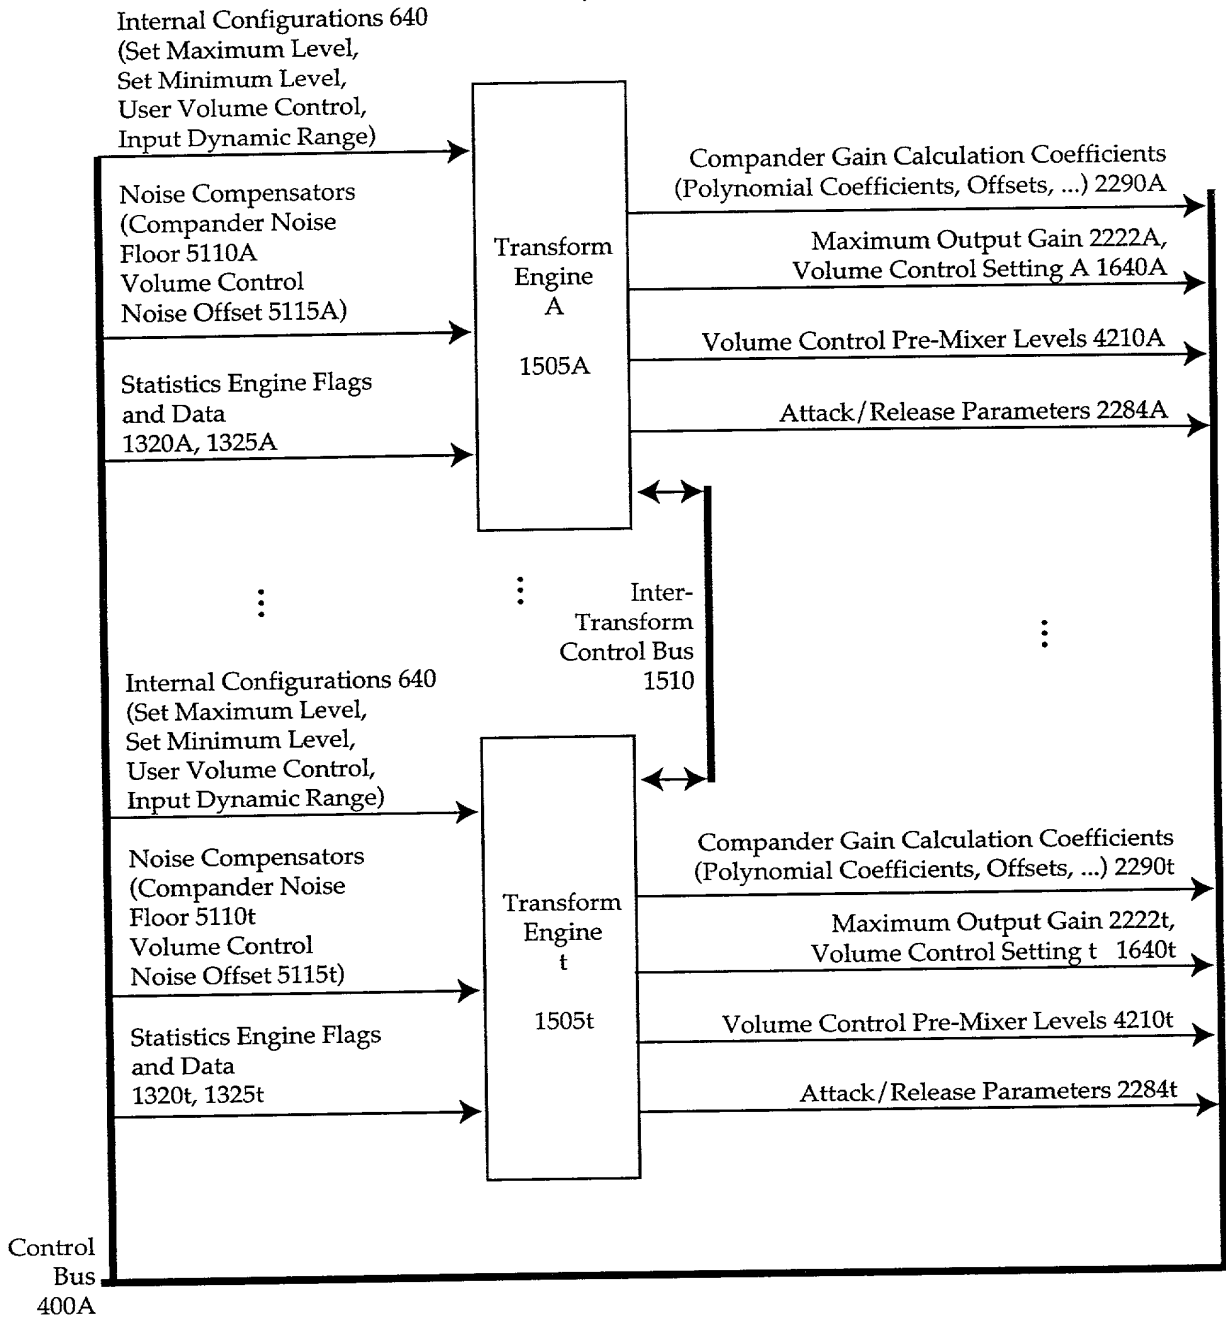 Internal Configurations 640
(Set Maximum Level,
Set Minimum Level,
User Volume Control,
Input Dynamic Range)
Noise Compensators
(Compander Noise
Floor 5110A
Volume Control
Noise Offset 5115A)
Statistics Engine Flags
and Data
1320A, 1325A
Transform
Engine
A
1505A
Compander Gain Calculation Coefficients
(Polynomial Coefficients, Offsets, ...) 2290A
Maximum Output Gain 2222A,
Volume Control Setting A 1640A
Volume Control Pre-Mixer Levels 4210A
Attack/Release Parameters 2284A
Inter-
Transform
Control Bus
1510
Internal Configurations 640
(Set Maximum Level,
Set Minimum Level,
User Volume Control,
Input Dynamic Range)
Noise Compensators
(Compander Noise
Floor 5110t
Volume Control
Noise Offset 5115t)
Statistics Engine Flags
and Data
1320t, 1325t
Transform
Engine
t
1505t
Compander Gain Calculation Coefficients
(Polynomial Coefficients, Offsets, ...) 2290t
Maximum Output Gain 2222t,
Volume Control Setting t 1640t
Volume Control Pre-Mixer Levels 4210t
Attack/Release Parameters 2284t
Control
Bus
400A